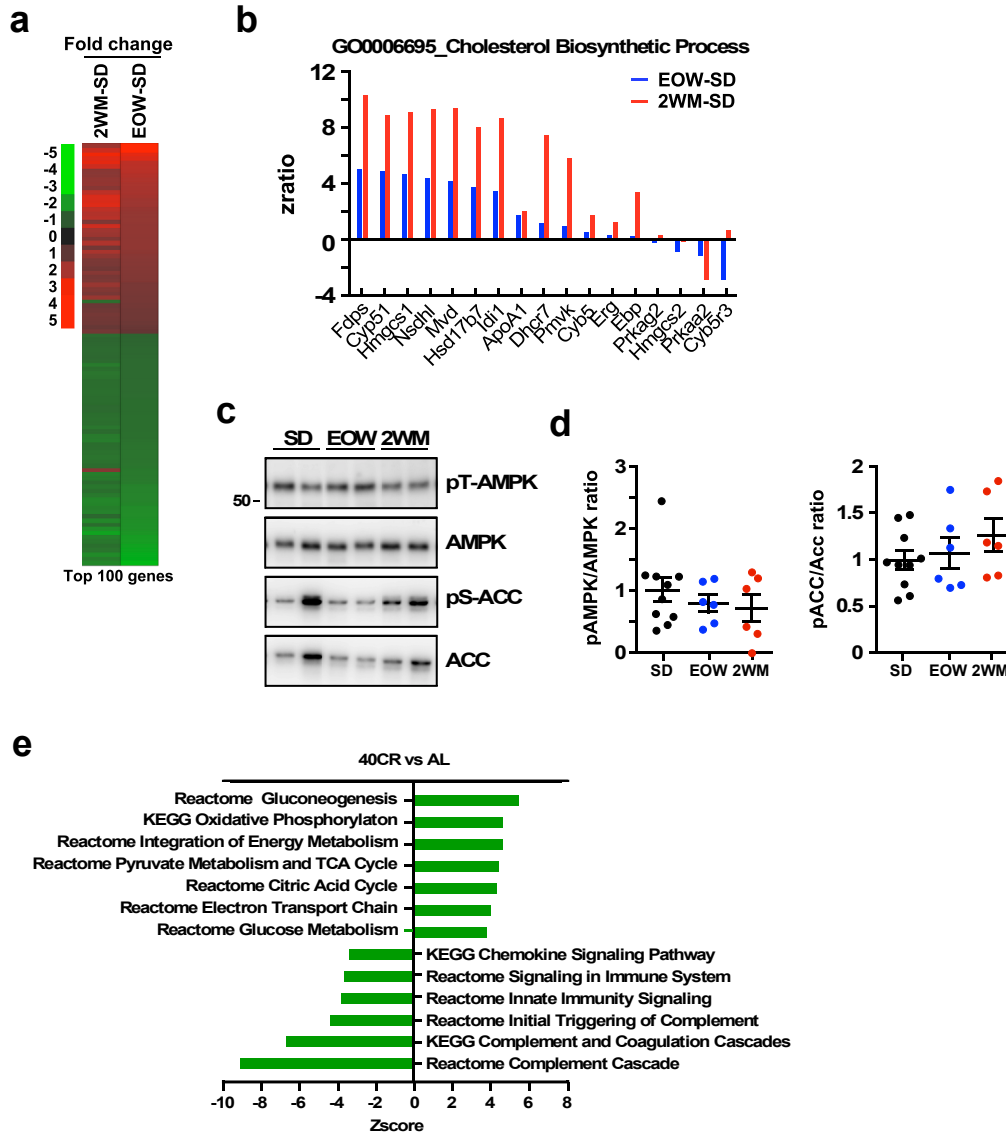 a
Fold change
2WM-SD
EOW-SD
-5
-4
-3
-2
-1
0
1
2
3
4
5
Top 100 genes
b
GO0006695_Cholesterol Biosynthetic Process
EOW-SD
2WM-SD
zratio
12
8
4
0
-4
Fdps
Cyp51
Hmgcs1
Nsdhl
Mvd
Hsd17b7
Idi1
ApoA1
Dhcr7
Pmvk
Cyb5
Erg
Ebp
Prkag2
Hmgcs2
Prkaa2
Cyb5r3
c
SD EOW 2WM
50
pT-AMPK
AMPK
pS-ACC
ACC
d
pAMPK/AMPK ratio
3
2
1
0
SD EOW 2WM
pACC/Acc ratio
2
1.5
1
0.5
0
SD EOW 2WM
e
40CR vs AL
Reactome Gluconeogenesis
KEGG Oxidative Phosphorylaton
Reactome Integration of Energy Metabolism
Reactome Pyruvate Metabolism and TCA Cycle
Reactome Citric Acid Cycle
Reactome Electron Transport Chain
Reactome Glucose Metabolism
KEGG Chemokine Signaling Pathway
Reactome Signaling in Immune System
Reactome Innate Immunity Signaling
Reactome Initial Triggering of Complement
KEGG Complement and Coagulation Cascades
Reactome Complement Cascade
-10 -8 -6 -4 -2 0 2 4 6 8
Zscore